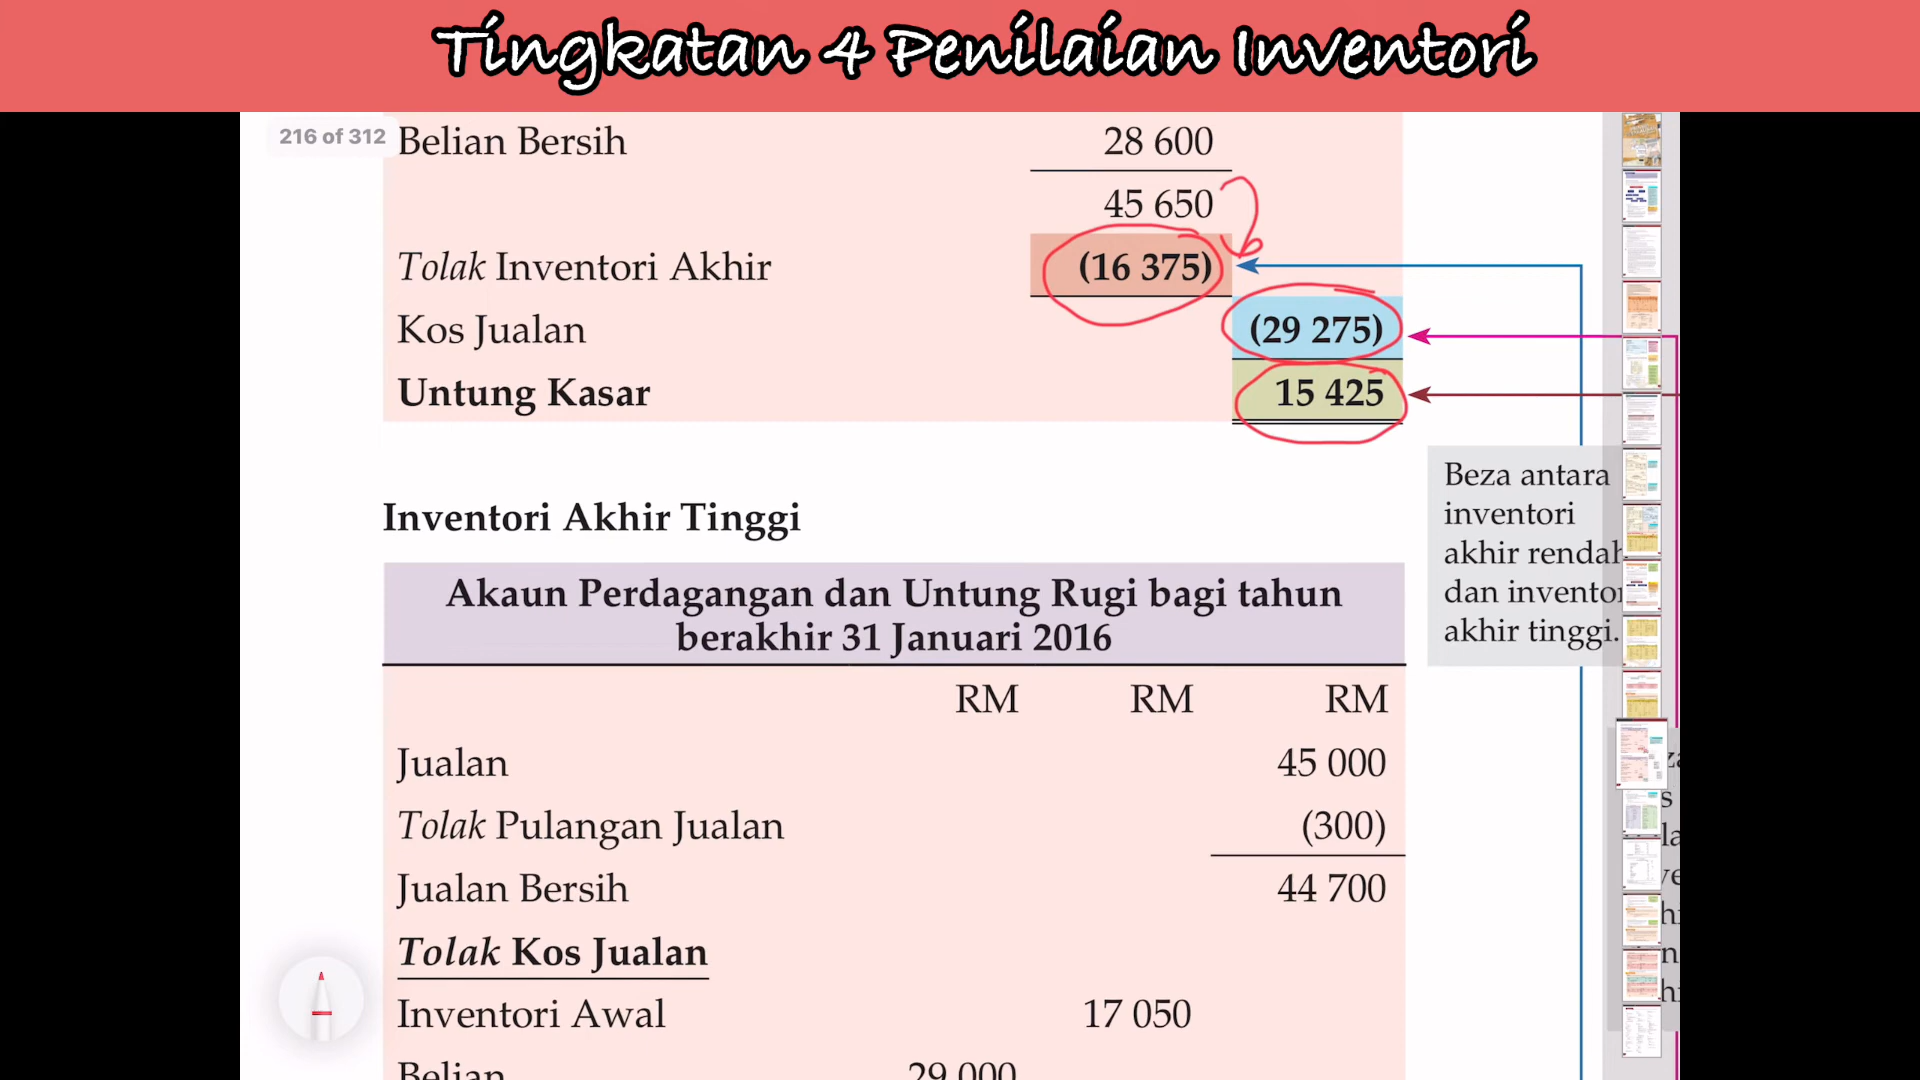 Tingkatan 4 Penilaian Inventori
216 of 312
Belian Bersih 28 600
45 650
Tolak Inventori Akhir (16 375)
Kos Jualan (29 275)
Untung Kasar 15 425
Beza antara
inventori
akhir rendah
dan inventor
akhir tinggi.
Inventori Akhir Tinggi
Akaun Perdagangan dan Untung Rugi bagi tahun
berakhir 31 Januari 2016
RM RM RM
Jualan 45 000
Tolak Pulangan Jualan (300)
Jualan Bersih 44 700
Tolak Kos Jualan
Inventori Awal 17 050
Belian 29 000